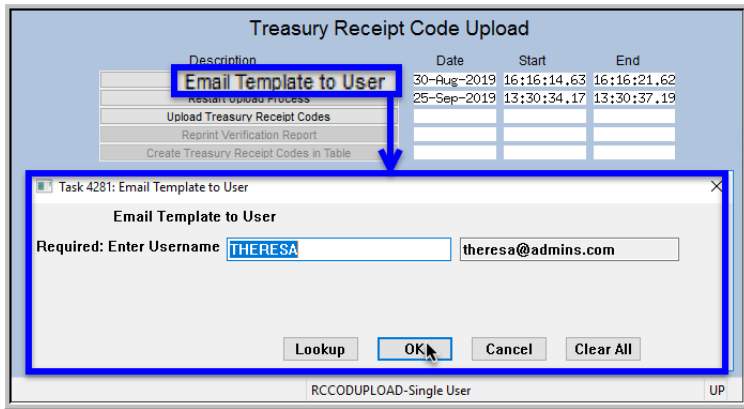 Treasury Receipt Code Upload
Description Date Start End
Email Template to User 30-Aug-2019 16:16:14.63 16:16:21.62
Restart Upload Process 25-Sep-2019 13:30:34.17 13:30:37.19
Upload Treasury Receipt Codes
Reprint Verification Report
Create Treasury Receipt Codes in Table
Task 4281: Email Template to User
Email Template to User
Required: Enter Username THERESA theresa@admins.com
Lookup OK Cancel Clear All
RCCODUPLOAD-Single User UP